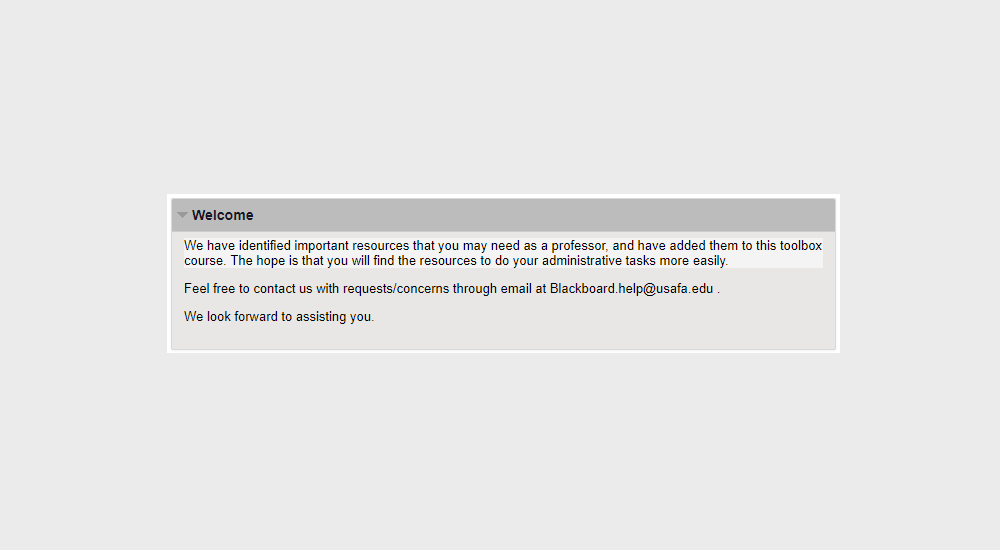 Welcome
We have identified important resources that you may need as a professor, and have added them to this toolbox
course. The hope is that you will find the resources to do your administrative tasks more easily.
Feel free to contact us with requests/concerns through email at Blackboard.help@usafa.edu .
We look forward to assisting you.